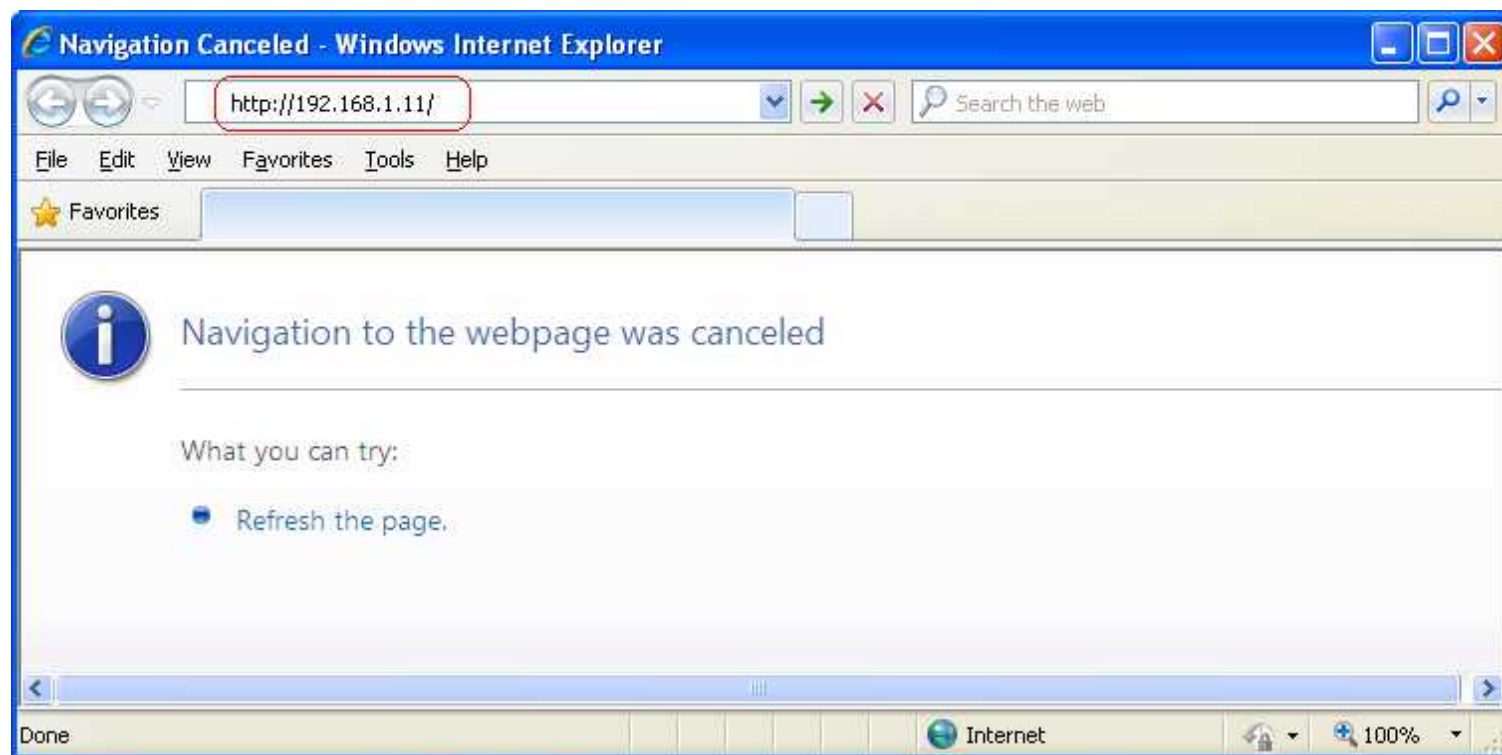 Navigation Canceled - Windows Internet Explorer
http://192.168.1.11/
Search the web
File Edit View Favorites Tools Help
Favorites
Navigation to the webpage was canceled
What you can try:
Refresh the page.
Done Internet 100%